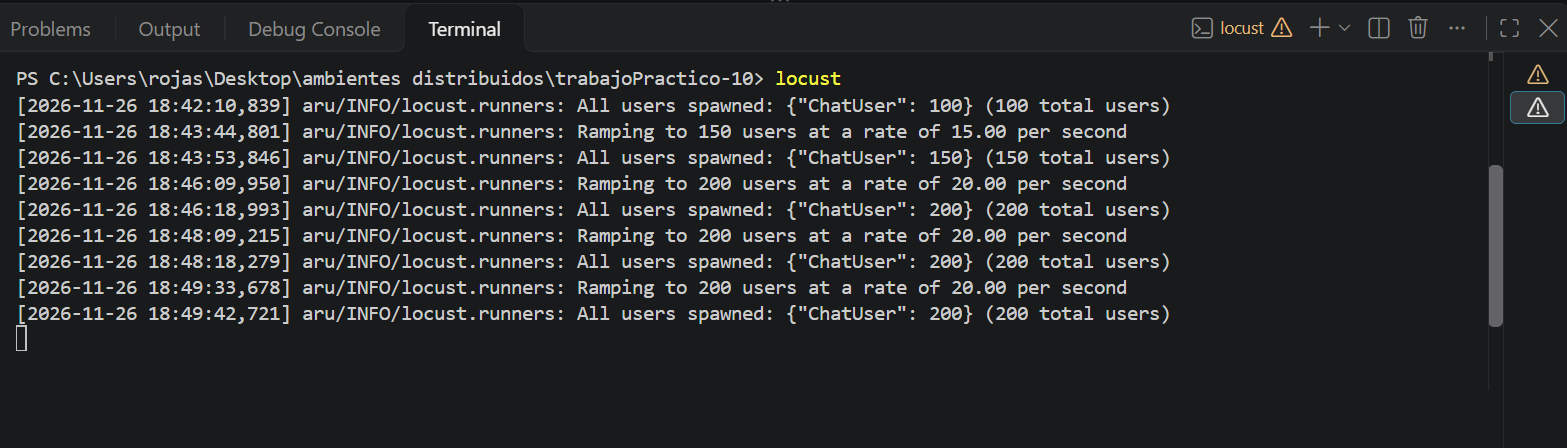 Problems Output Debug Console Terminal locust
PS C:\Users\rojas\Desktop\ambientes distribuidos\trabajoPractico-10> locust
[2026-11-26 18:42:10,839] aru/INFO/locust.runners: All users spawned: {"ChatUser": 100} (100 total users)
[2026-11-26 18:43:44,801] aru/INFO/locust.runners: Ramping to 150 users at a rate of 15.00 per second
[2026-11-26 18:43:53,846] aru/INFO/locust.runners: All users spawned: {"ChatUser": 150} (150 total users)
[2026-11-26 18:46:09,950] aru/INFO/locust.runners: Ramping to 200 users at a rate of 20.00 per second
[2026-11-26 18:46:18,993] aru/INFO/locust.runners: All users spawned: {"ChatUser": 200} (200 total users)
[2026-11-26 18:48:09,215] aru/INFO/locust.runners: Ramping to 200 users at a rate of 20.00 per second
[2026-11-26 18:48:18,279] aru/INFO/locust.runners: All users spawned: {"ChatUser": 200} (200 total users)
[2026-11-26 18:49:33,678] aru/INFO/locust.runners: Ramping to 200 users at a rate of 20.00 per second
[2026-11-26 18:49:42,721] aru/INFO/locust.runners: All users spawned: {"ChatUser": 200} (200 total users)